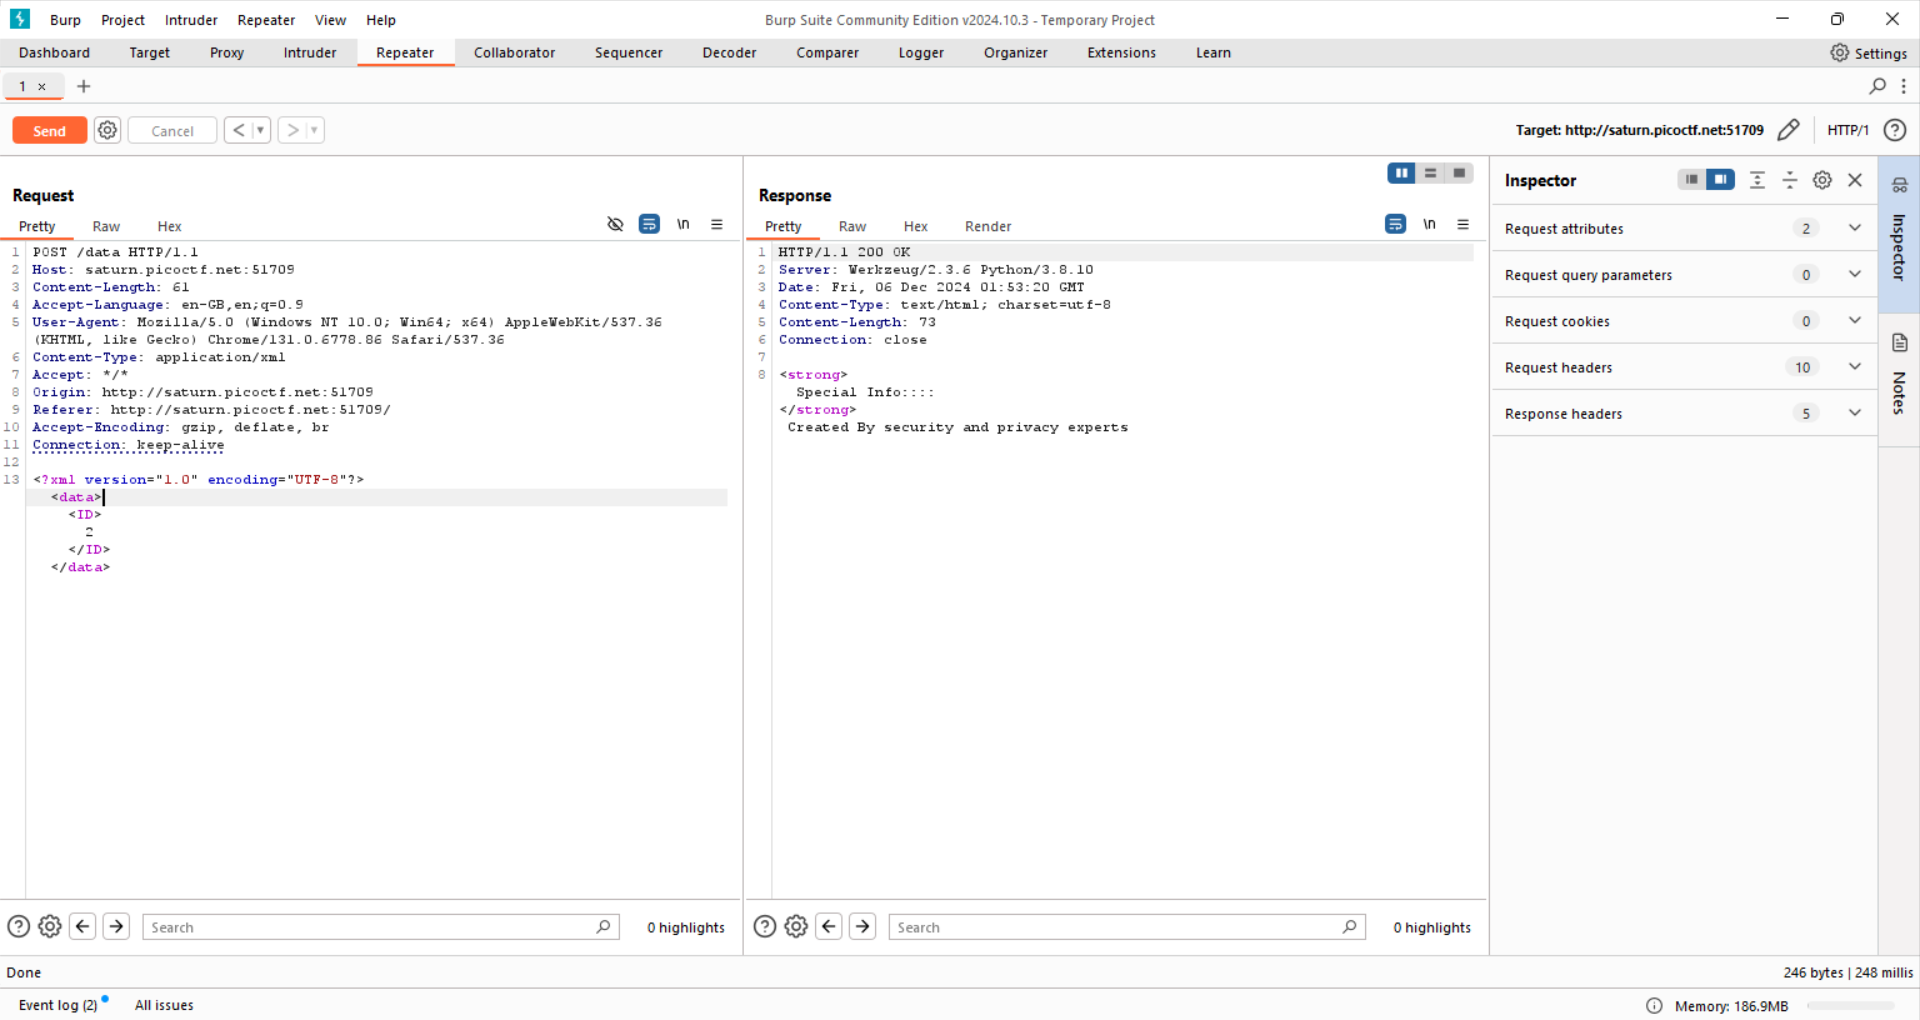 Burp Project Intruder Repeater View Help Burp Suite Community Edition v2024.10.3 - Temporary Project
Dashboard Target Proxy Intruder Repeater Collaborator Sequencer Decoder Comparer Logger Organizer Extensions Learn Settings
1 × +
Send Cancel < > Target: http://saturn.picoctf.net:51709 HTTP/1 ?
Request
Pretty Raw Hex \n
1 POST /data HTTP/1.1
2 Host: saturn.picoctf.net:51709
3 Content-Length: 61
4 Accept-Language: en-GB,en;q=0.9
5 User-Agent: Mozilla/5.0 (Windows NT 10.0; Win64; x64) AppleWebKit/537.36
(KHTML, like Gecko) Chrome/131.0.6778.86 Safari/537.36
6 Content-Type: application/xml
7 Accept: */*
8 Origin: http://saturn.picoctf.net:51709
9 Referer: http://saturn.picoctf.net:51709/
10 Accept-Encoding: gzip, deflate, br
11 Connection: keep-alive
12
13 <?xml version="1.0" encoding="UTF-8"?>
<data>
<ID>
2
</ID>
</data>
? Search 0 highlights
Response
Pretty Raw Hex Render \n
1 HTTP/1.1 200 OK
2 Server: Werkzeug/2.3.6 Python/3.8.10
3 Date: Fri, 06 Dec 2024 01:53:20 GMT
4 Content-Type: text/html; charset=utf-8
5 Content-Length: 73
6 Connection: close
7
8 <strong>
Special Info::::
</strong>
Created By security and privacy experts
? Search 0 highlights
Inspector
Request attributes 2
Request query parameters 0
Request cookies 0
Request headers 10
Response headers 5
Inspector
Notes
Done 246 bytes | 248 millis
Event log (2) All issues Memory: 186.9MB